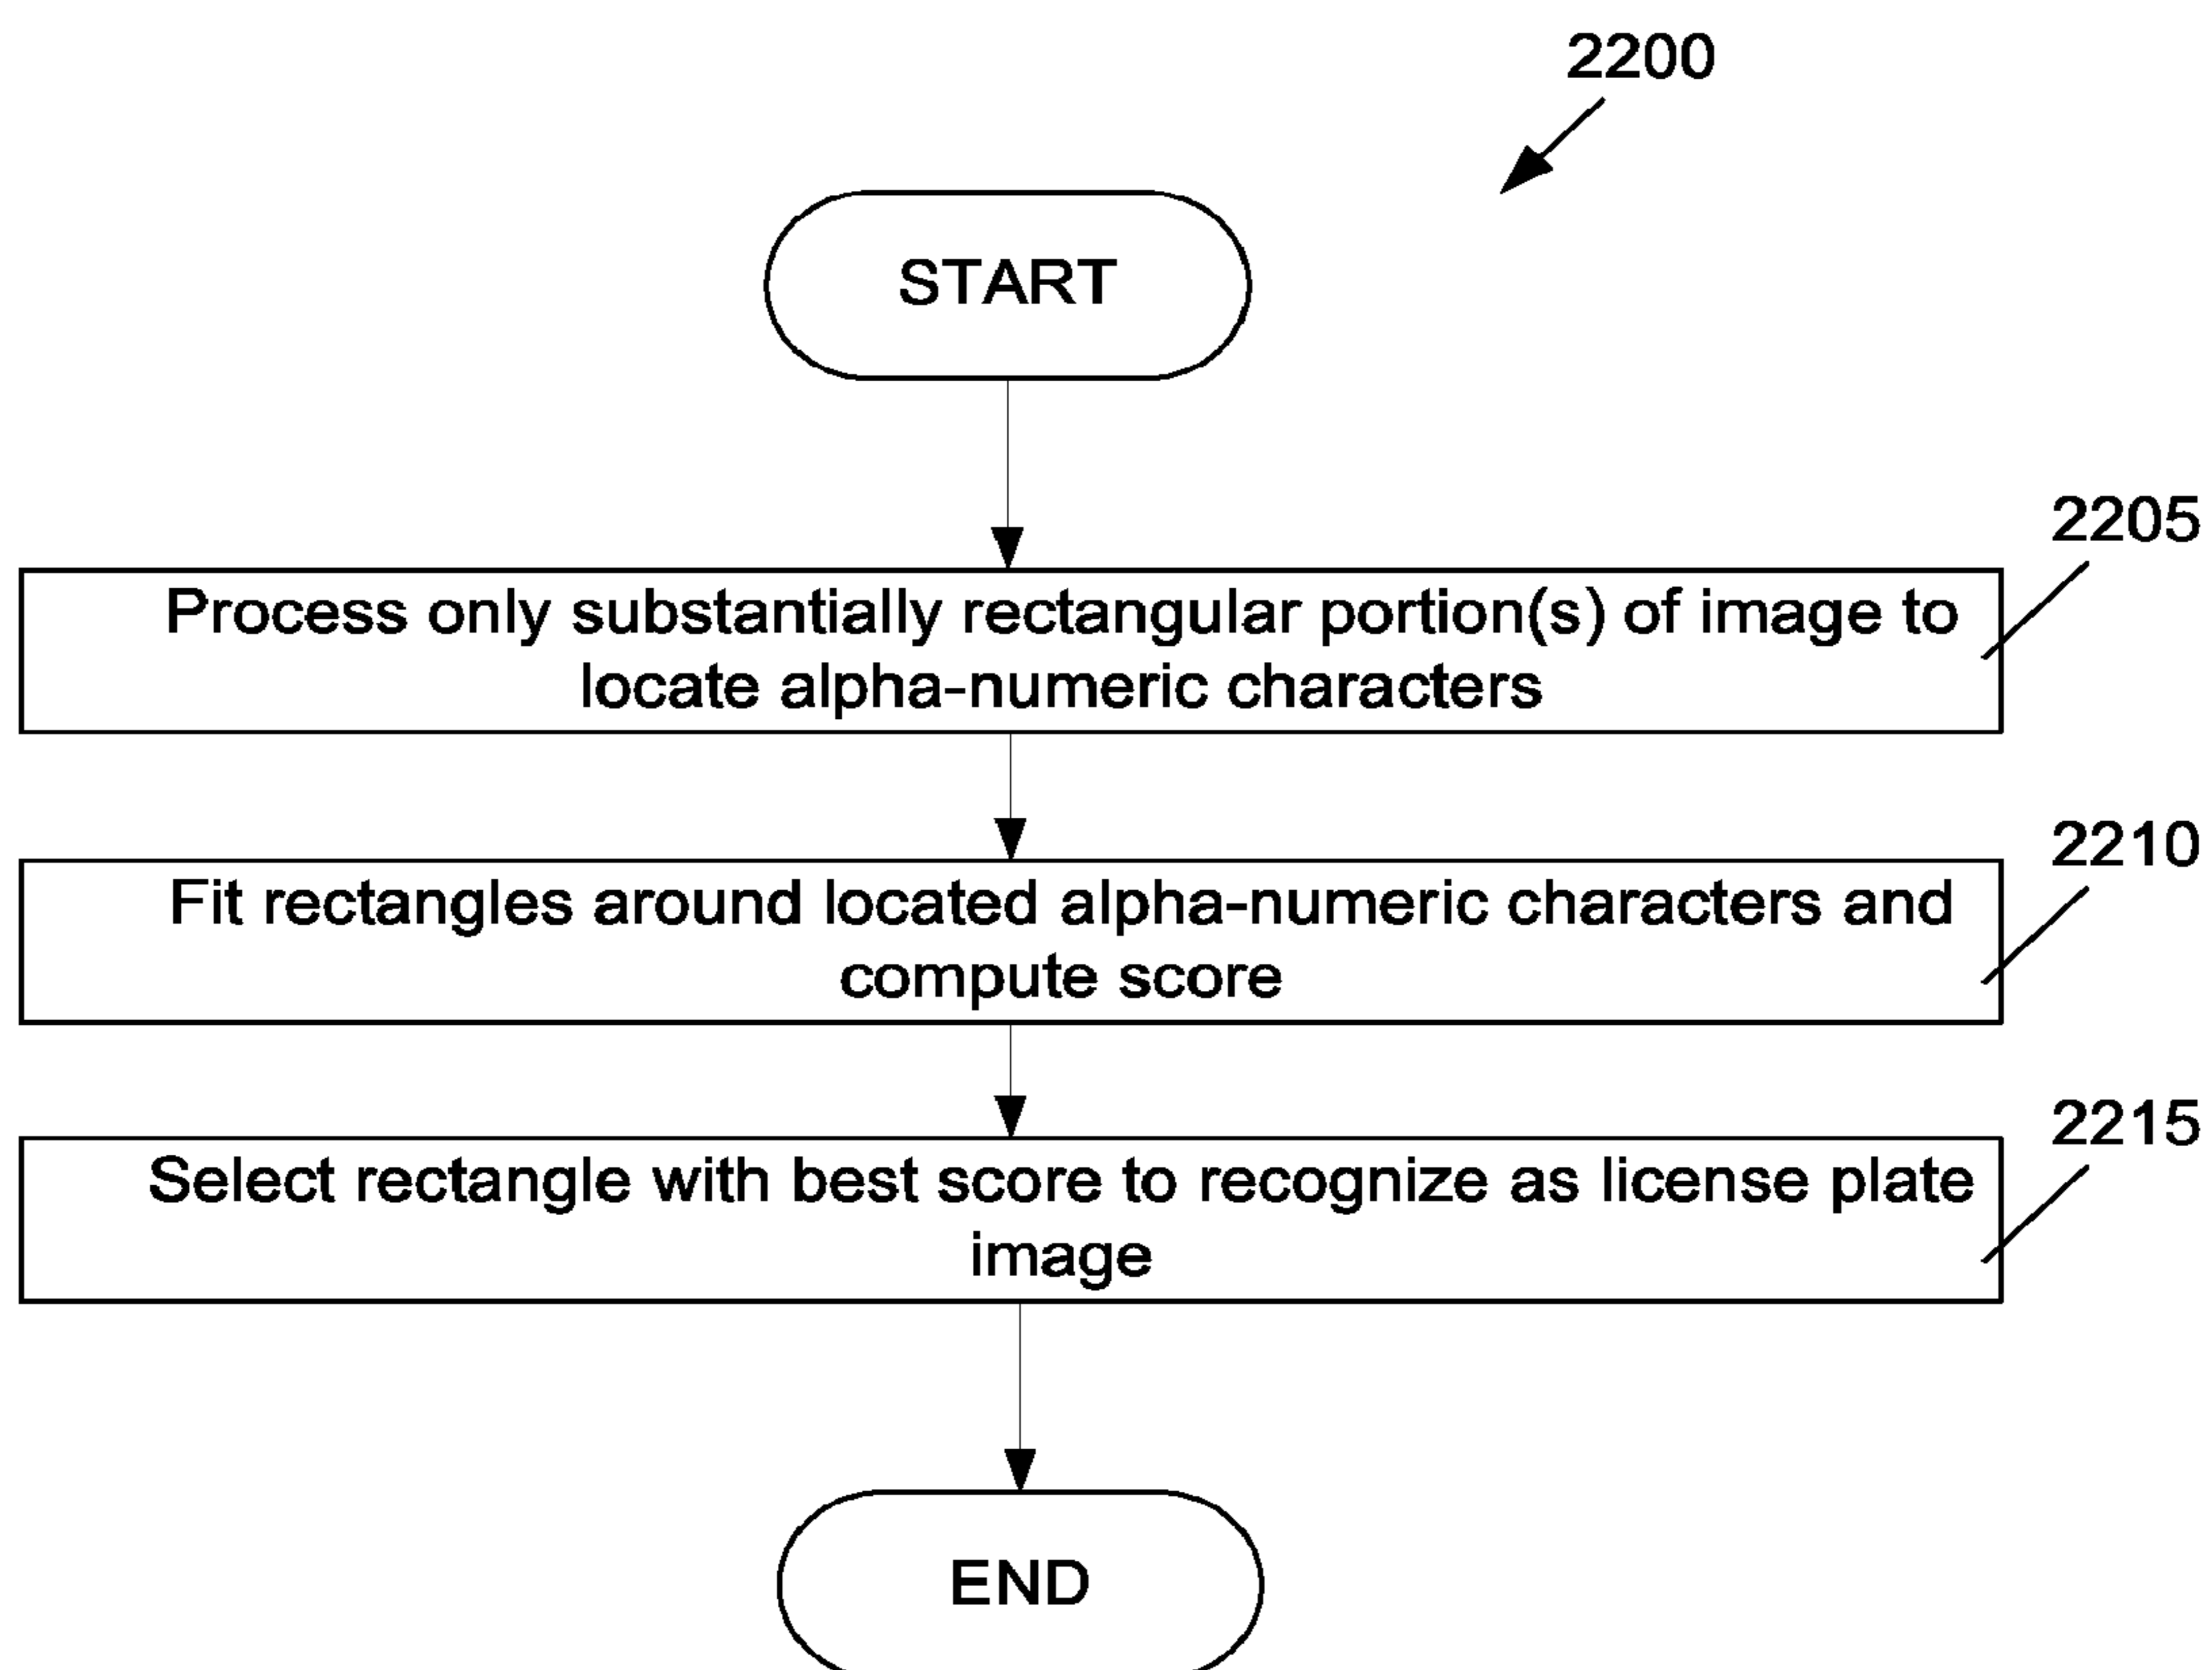 2200
START
2205
Process only substantially rectangular portion(s) of image to
locate alpha-numeric characters
2210
Fit rectangles around located alpha-numeric characters and
compute score
2215
Select rectangle with best score to recognize as license plate
image
END